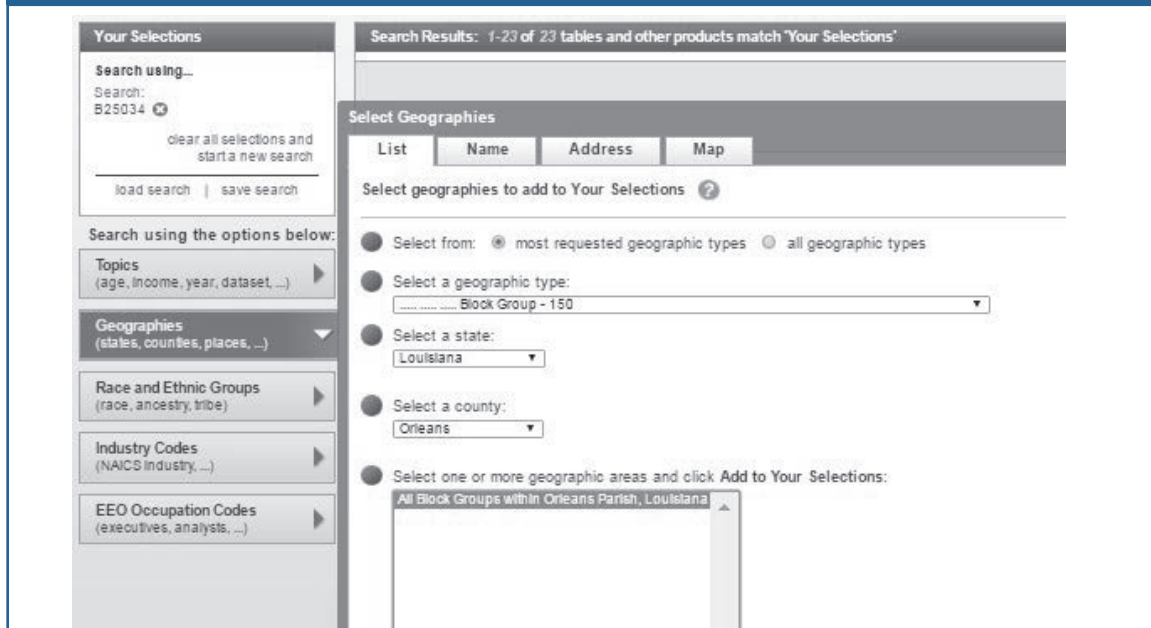 Your Selections
Search using...
Search:
B25034
clear all selections and
start a new search
load search | save search
Search using the options below:
Topics
(age, income, year, dataset, ...)
Geographies
(states, counties, places, ...)
Race and Ethnic Groups
(race, ancestry, tribe)
Industry Codes
(NAICS industry, ...)
EEO Occupation Codes
(executives, analysts, ...)
Search Results: 1-23 of 23 tables and other products match 'Your Selections'
Select Geographies
List Name Address Map
Select geographies to add to Your Selections ?
Select from: most requested geographic types all geographic types
Select a geographic type:
..... ..... ..... Block Group - 150
Select a state:
Louisiana
Select a county:
Orleans
Select one or more geographic areas and click Add to Your Selections:
All Block Groups within Orleans Parish, Louisiana